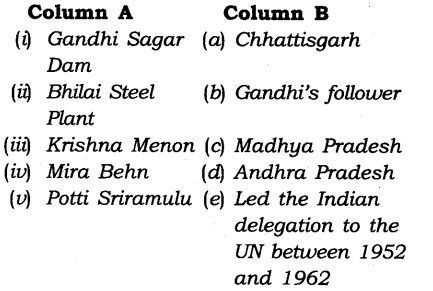 Column A Column B
(i) Gandhi Sagar (a) Chhattisgarh
Dam
(ii) Bhilai Steel (b) Gandhi's follower
Plant
(iii) Krishna Menon (c) Madhya Pradesh
(iv) Mira Behn (d) Andhra Pradesh
(v) Potti Sriramulu (e) Led the Indian
delegation to the
UN between 1952
and 1962